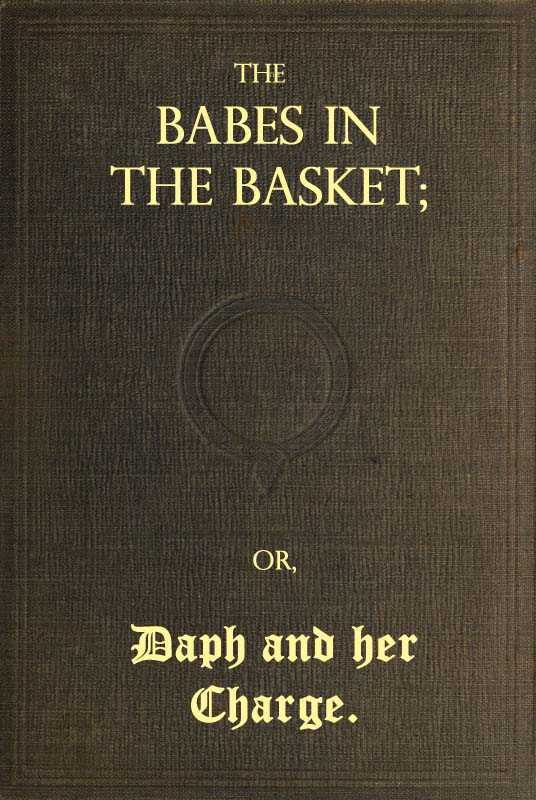 THE
BABES IN
THE BASKET;
OR,
Daph and her
Charge.